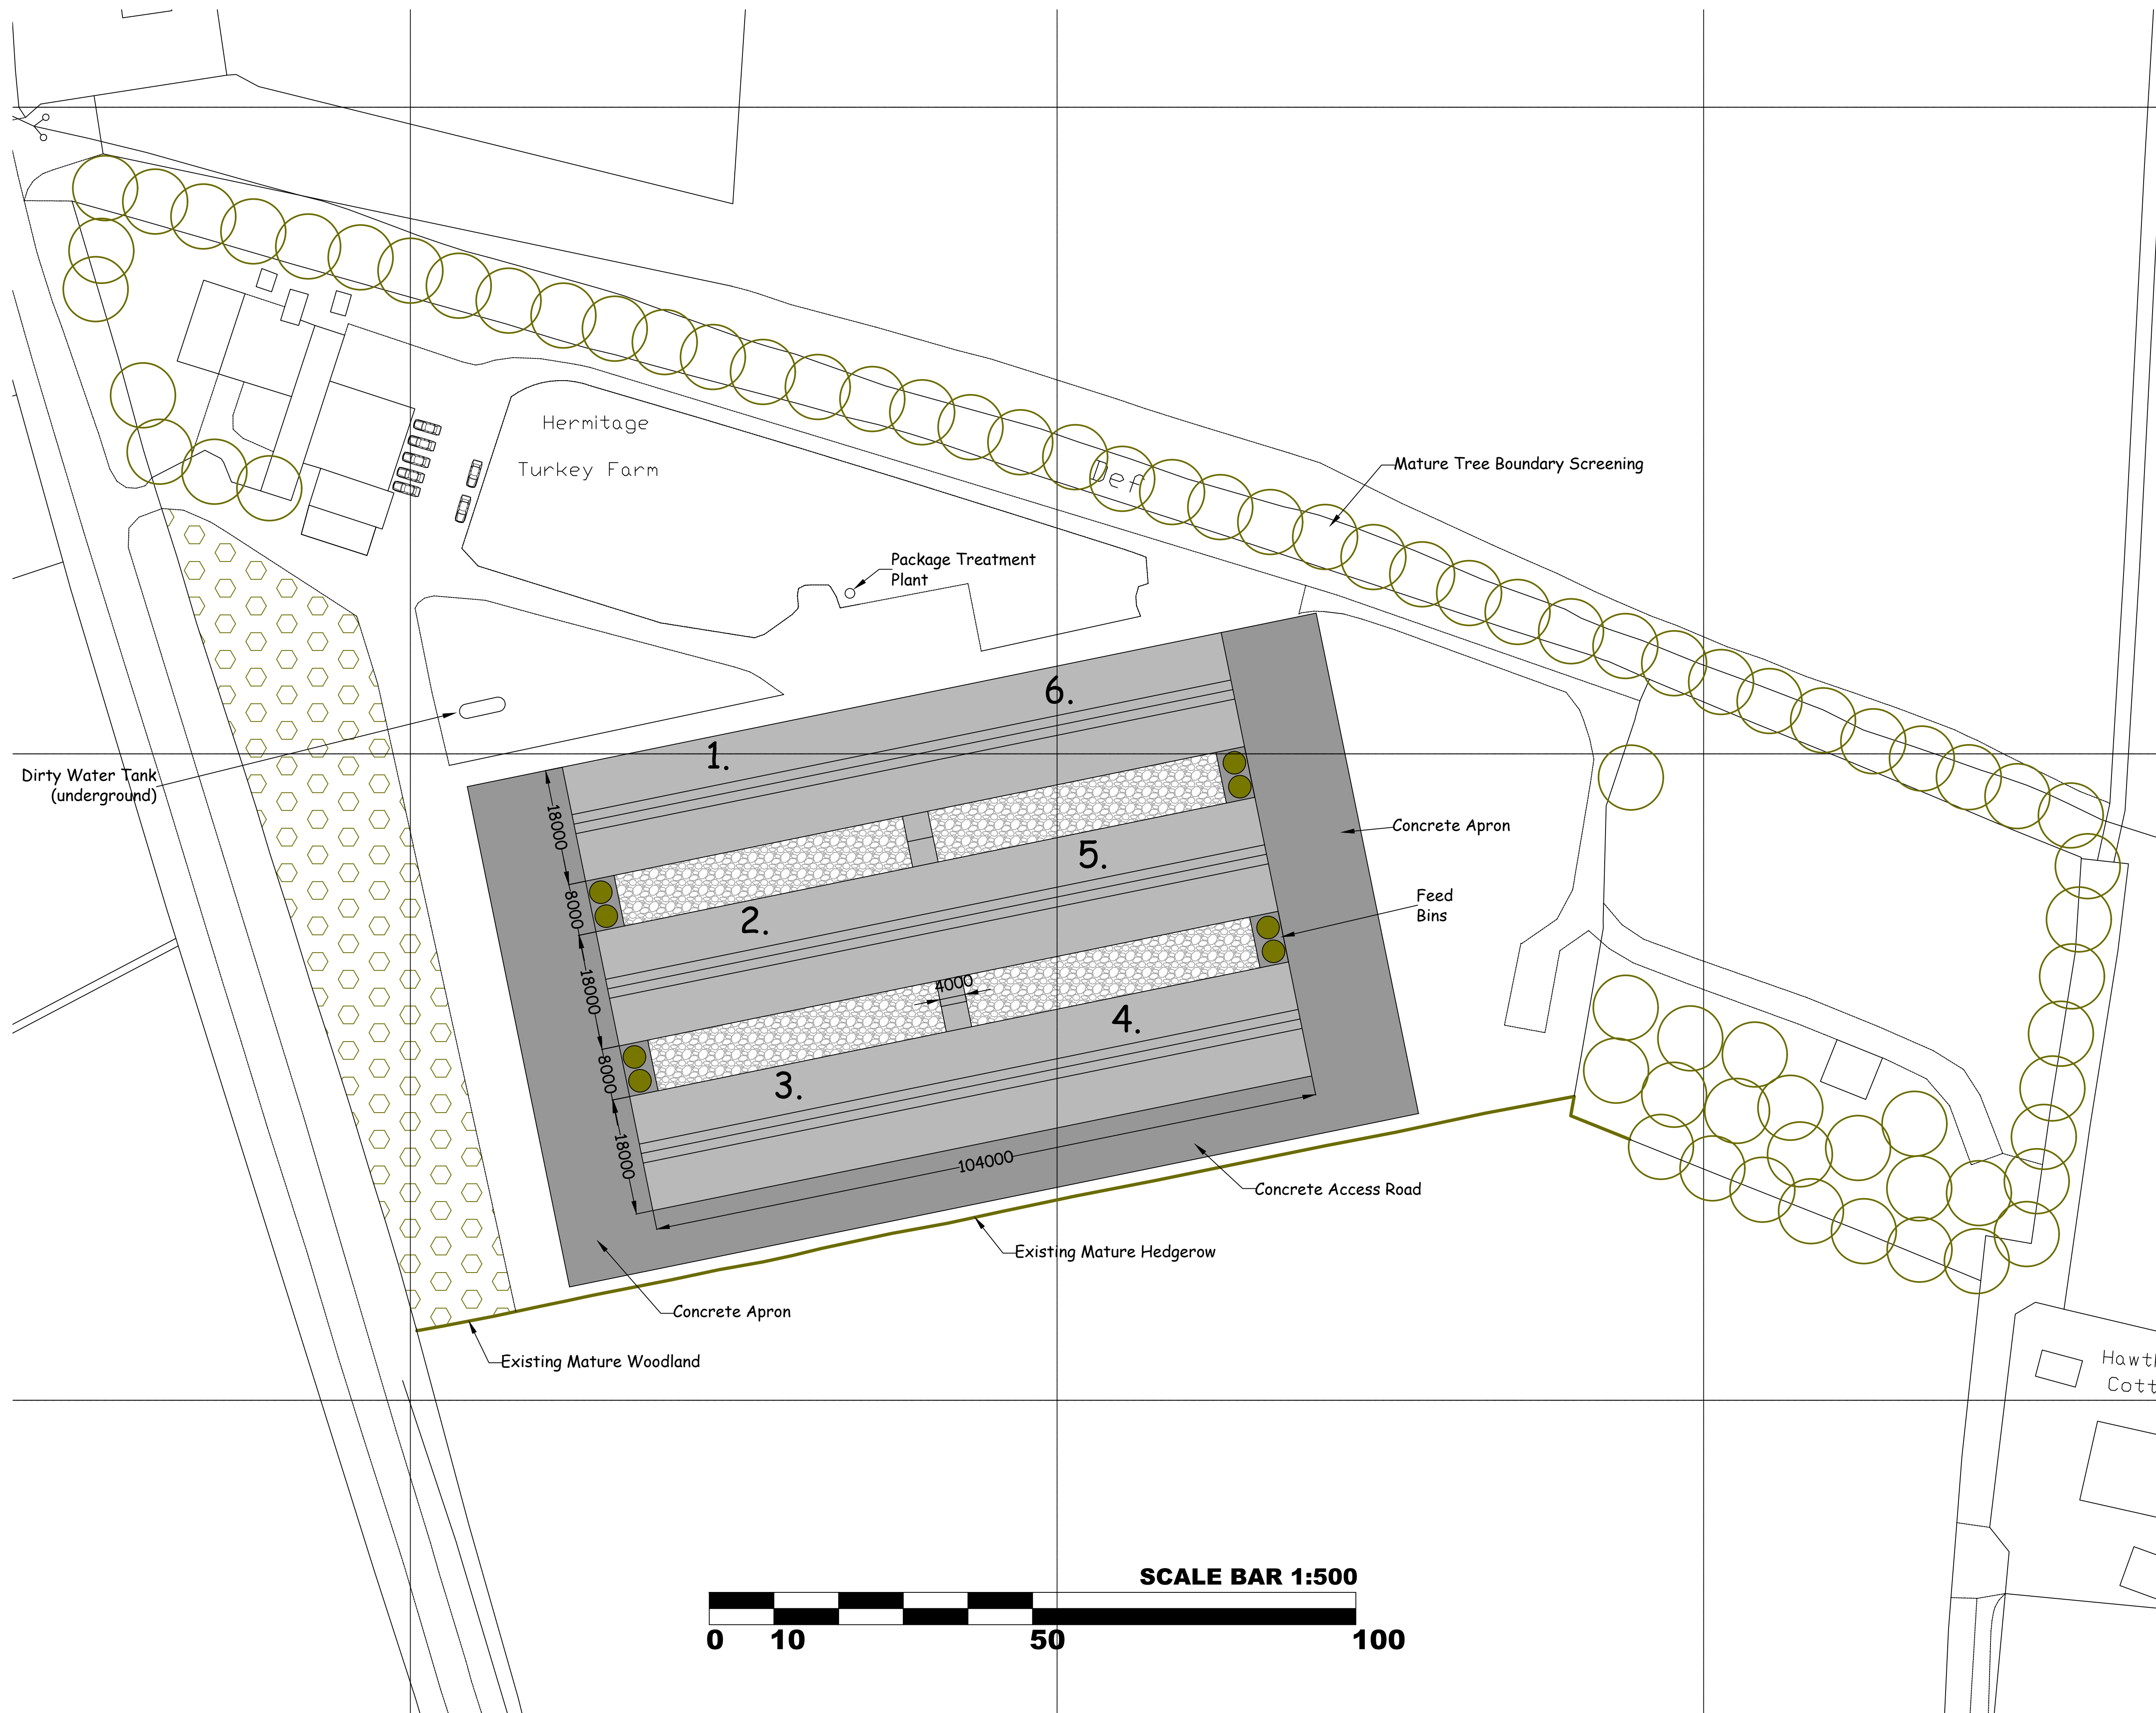 Hermitage
Turkey Farm
Def
Mature Tree Boundary Screening
Package Treatment
Plant
6.
1.
Dirty Water Tank
(underground)
18000
Concrete Apron
5.
8000
Feed
Bins
2.
18000
4000
4.
8000
3.
18000
104000
Concrete Access Road
Existing Mature Hedgerow
Concrete Apron
Existing Mature Woodland
SCALE BAR 1:500
0 10 50 100